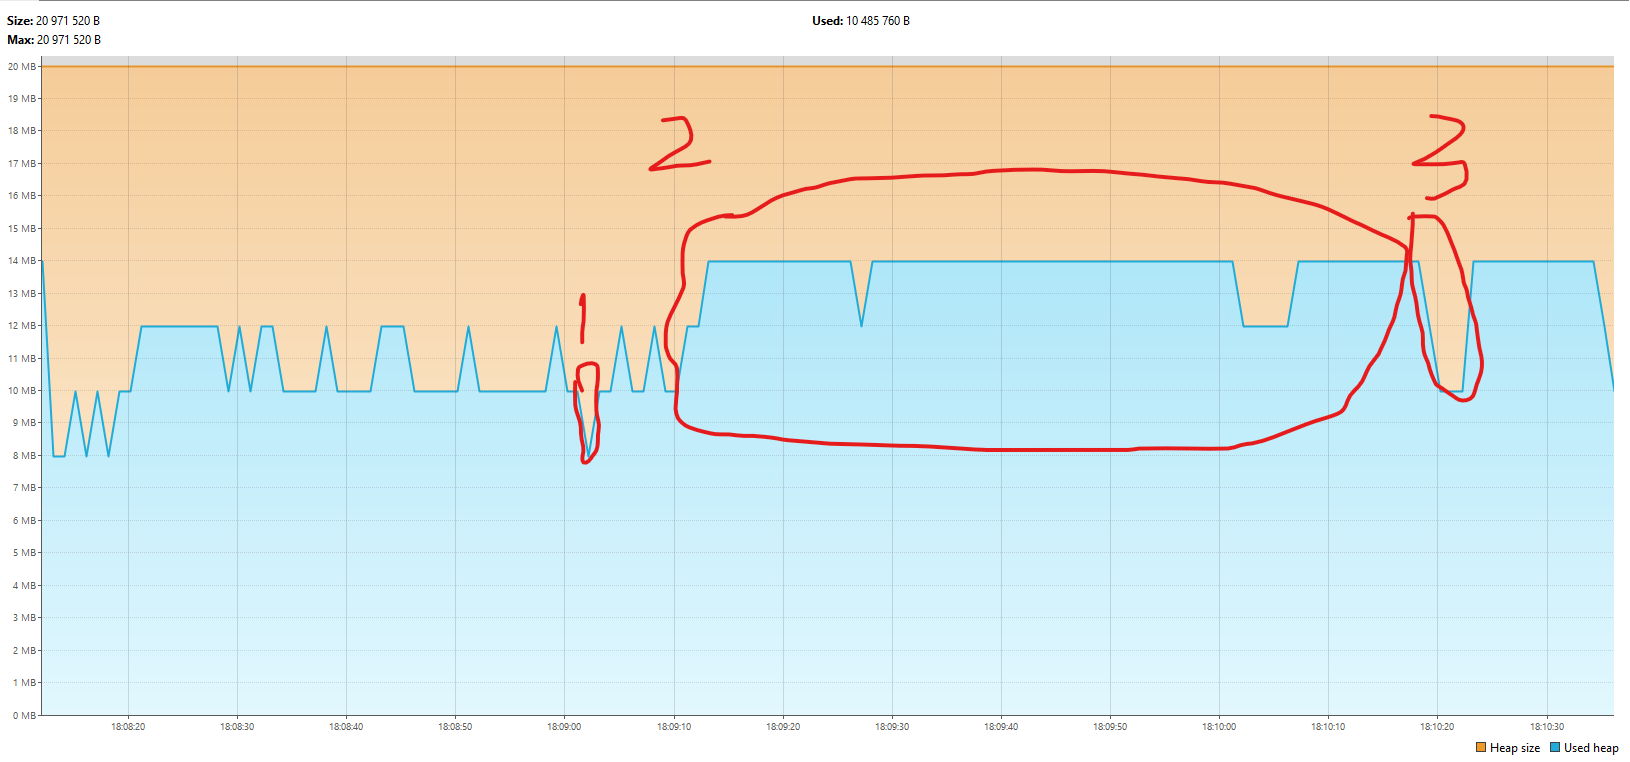 Size: 20 971 520 B
Used: 10 485 760 B
Max: 20 971 520 B
20 MB
19 MB
18 MB
17 MB
16 MB
15 MB
14 MB
13 MB
12 MB
11 MB
10 MB
9 MB
8 MB
7 MB
6 MB
5 MB
4 MB
3 MB
2 MB
1 MB
0 MB
1
2
3
18:08:20
18:08:30
18:08:40
18:08:50
18:09:00
18:09:10
18:09:20
18:09:30
18:09:40
18:09:50
18:10:00
18:10:10
18:10:20
18:10:30
Heap size
Used heap